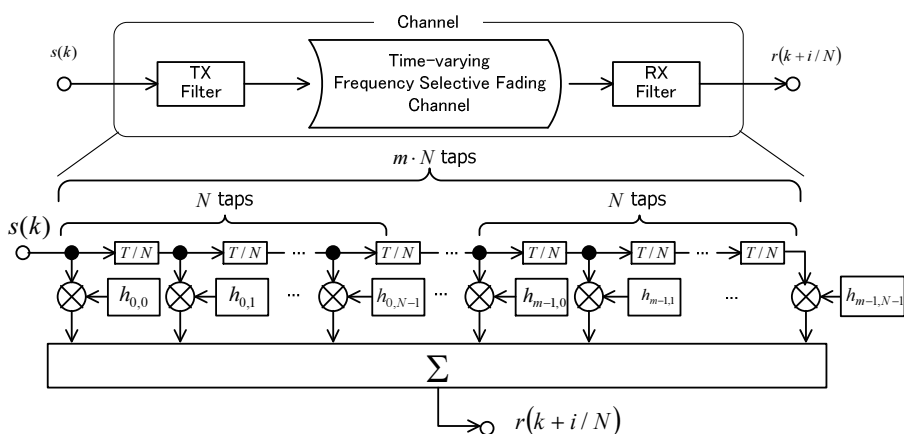 Channel
s(k)
TX
Filter
Time-varying
Frequency Selective Fading
Channel
RX
Filter
r(k+i/N)
m·N taps
N taps
N taps
s(k)
T/N
T/N
...
T/N
...
T/N
T/N
...
T/N
h0,0
h0,1
...
h0,N−1
...
hm−1,0
hm−1,1
...
hm−1,N−1
Σ
r(k+i/N)